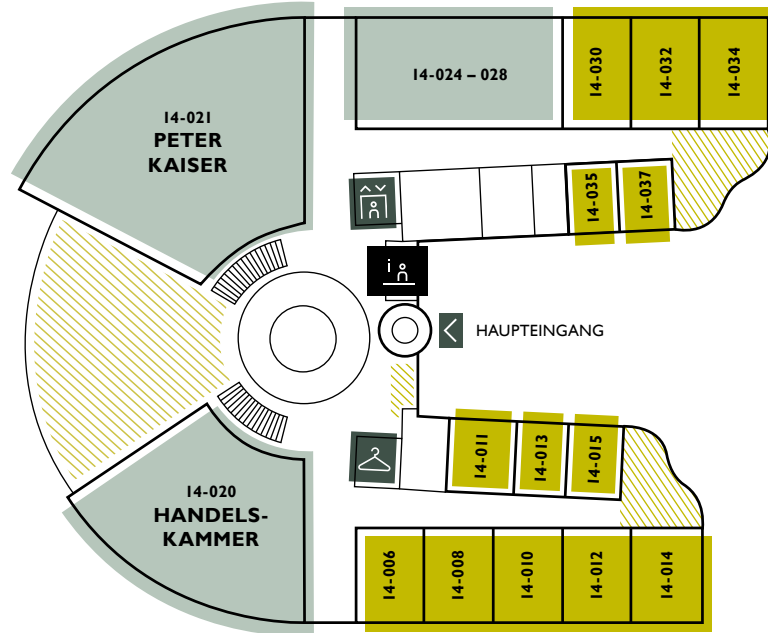 14-021
PETER
KAISER
14-024 – 028
14-030
14-032
14-034
14-035
14-037
i
HAUPTEINGANG
14-011
14-013
14-015
14-020
HANDELS-
KAMMER
14-006
14-008
14-010
14-012
14-014